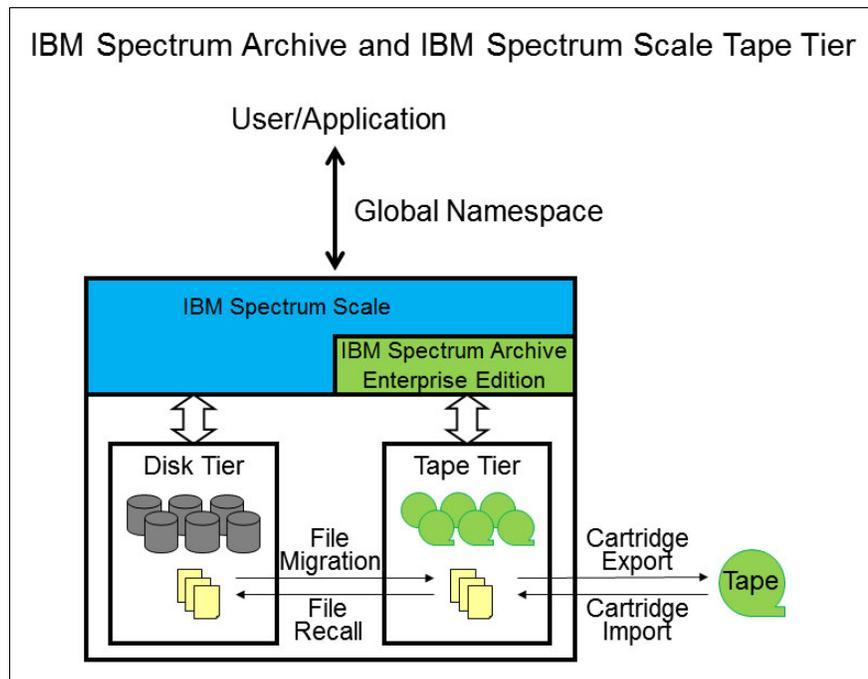 IBM Spectrum Archive and IBM Spectrum Scale Tape Tier
User/Application
Global Namespace
IBM Spectrum Scale
IBM Spectrum Archive
Enterprise Edition
Disk Tier
Tape Tier
File
Migration
File
Recall
Cartridge
Export
Cartridge
Import
Tape